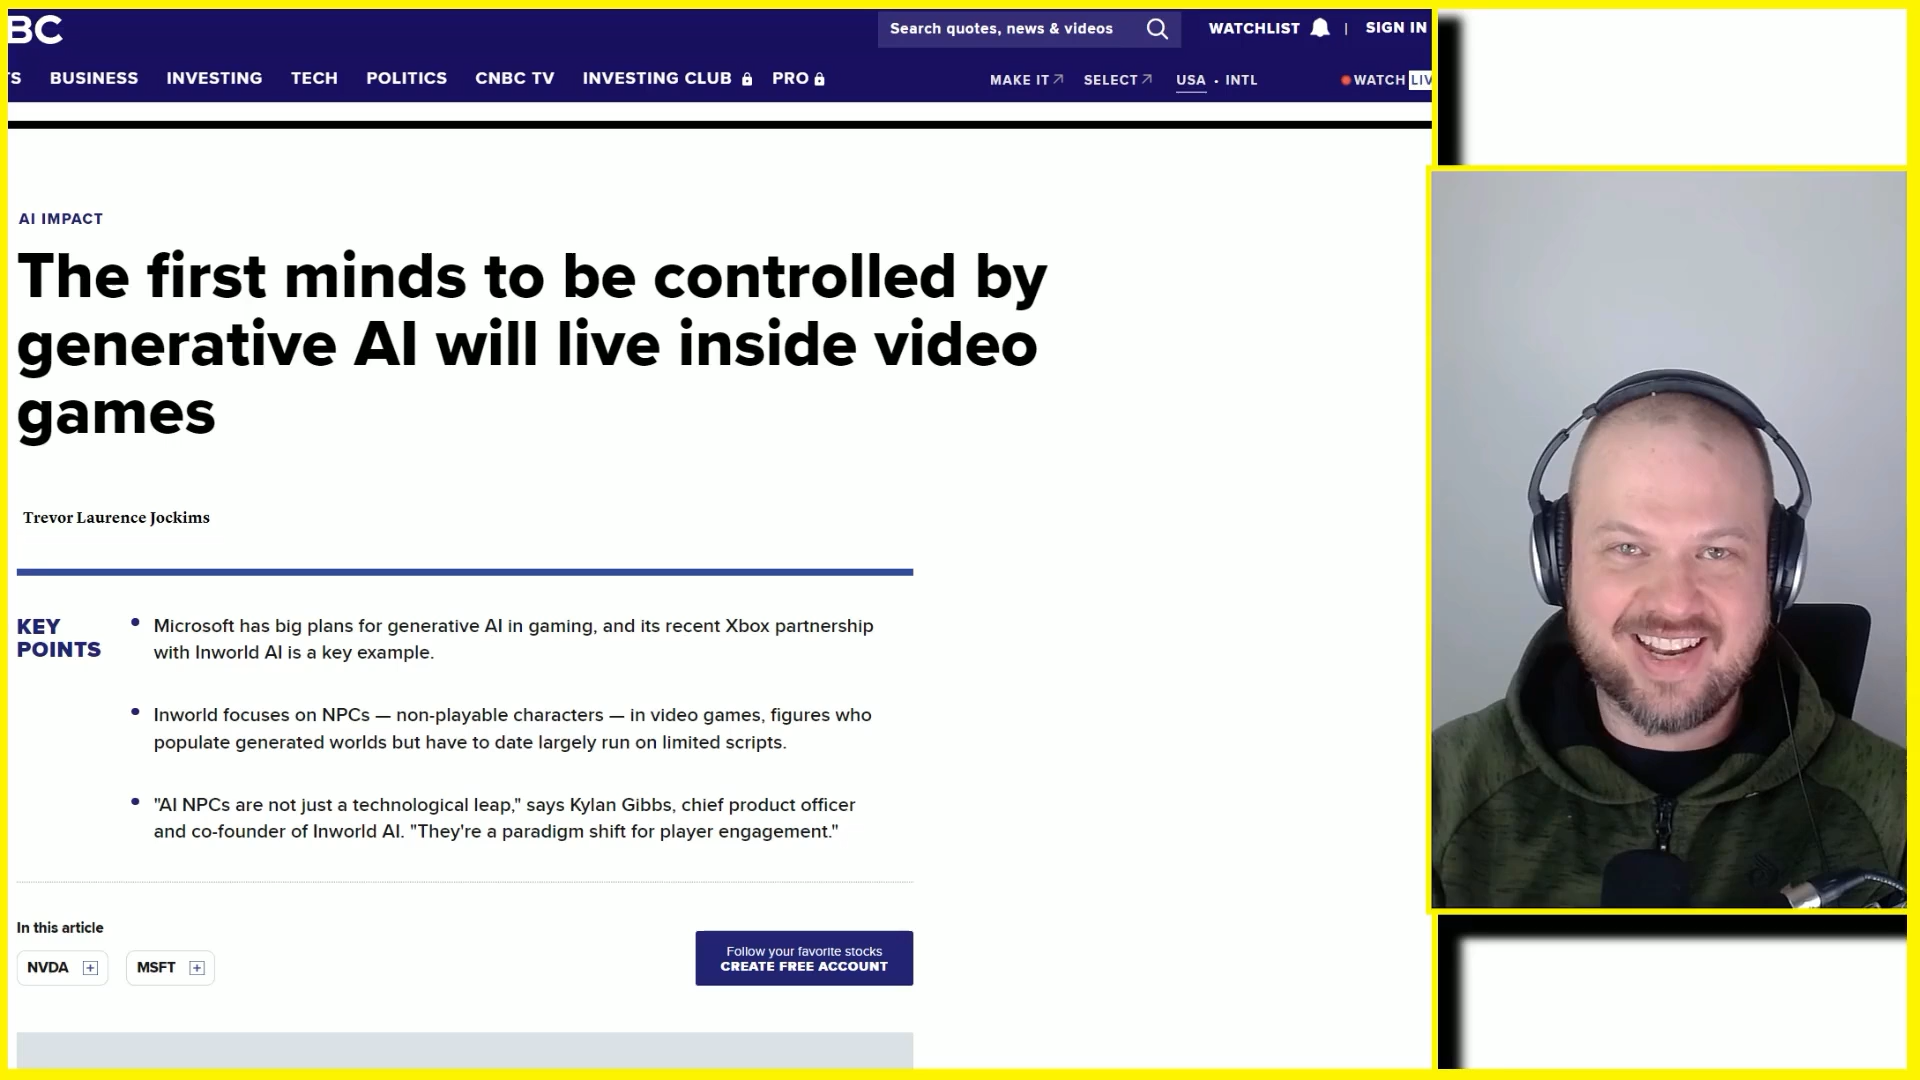 BC
Search quotes, news & videos
WATCHLIST | SIGN IN
TS BUSINESS INVESTING TECH POLITICS CNBC TV INVESTING CLUB PRO
MAKE IT SELECT USA • INTL WATCH LIV
AI IMPACT
The first minds to be controlled by
generative AI will live inside video
games
Trevor Laurence Jockims
KEY
POINTS
• Microsoft has big plans for generative AI in gaming, and its recent Xbox partnership
with Inworld AI is a key example.
• Inworld focuses on NPCs — non-playable characters — in video games, figures who
populate generated worlds but have to date largely run on limited scripts.
• "AI NPCs are not just a technological leap," says Kylan Gibbs, chief product officer
and co-founder of Inworld AI. "They're a paradigm shift for player engagement."
In this article
NVDA + MSFT +
Follow your favorite stocks
CREATE FREE ACCOUNT